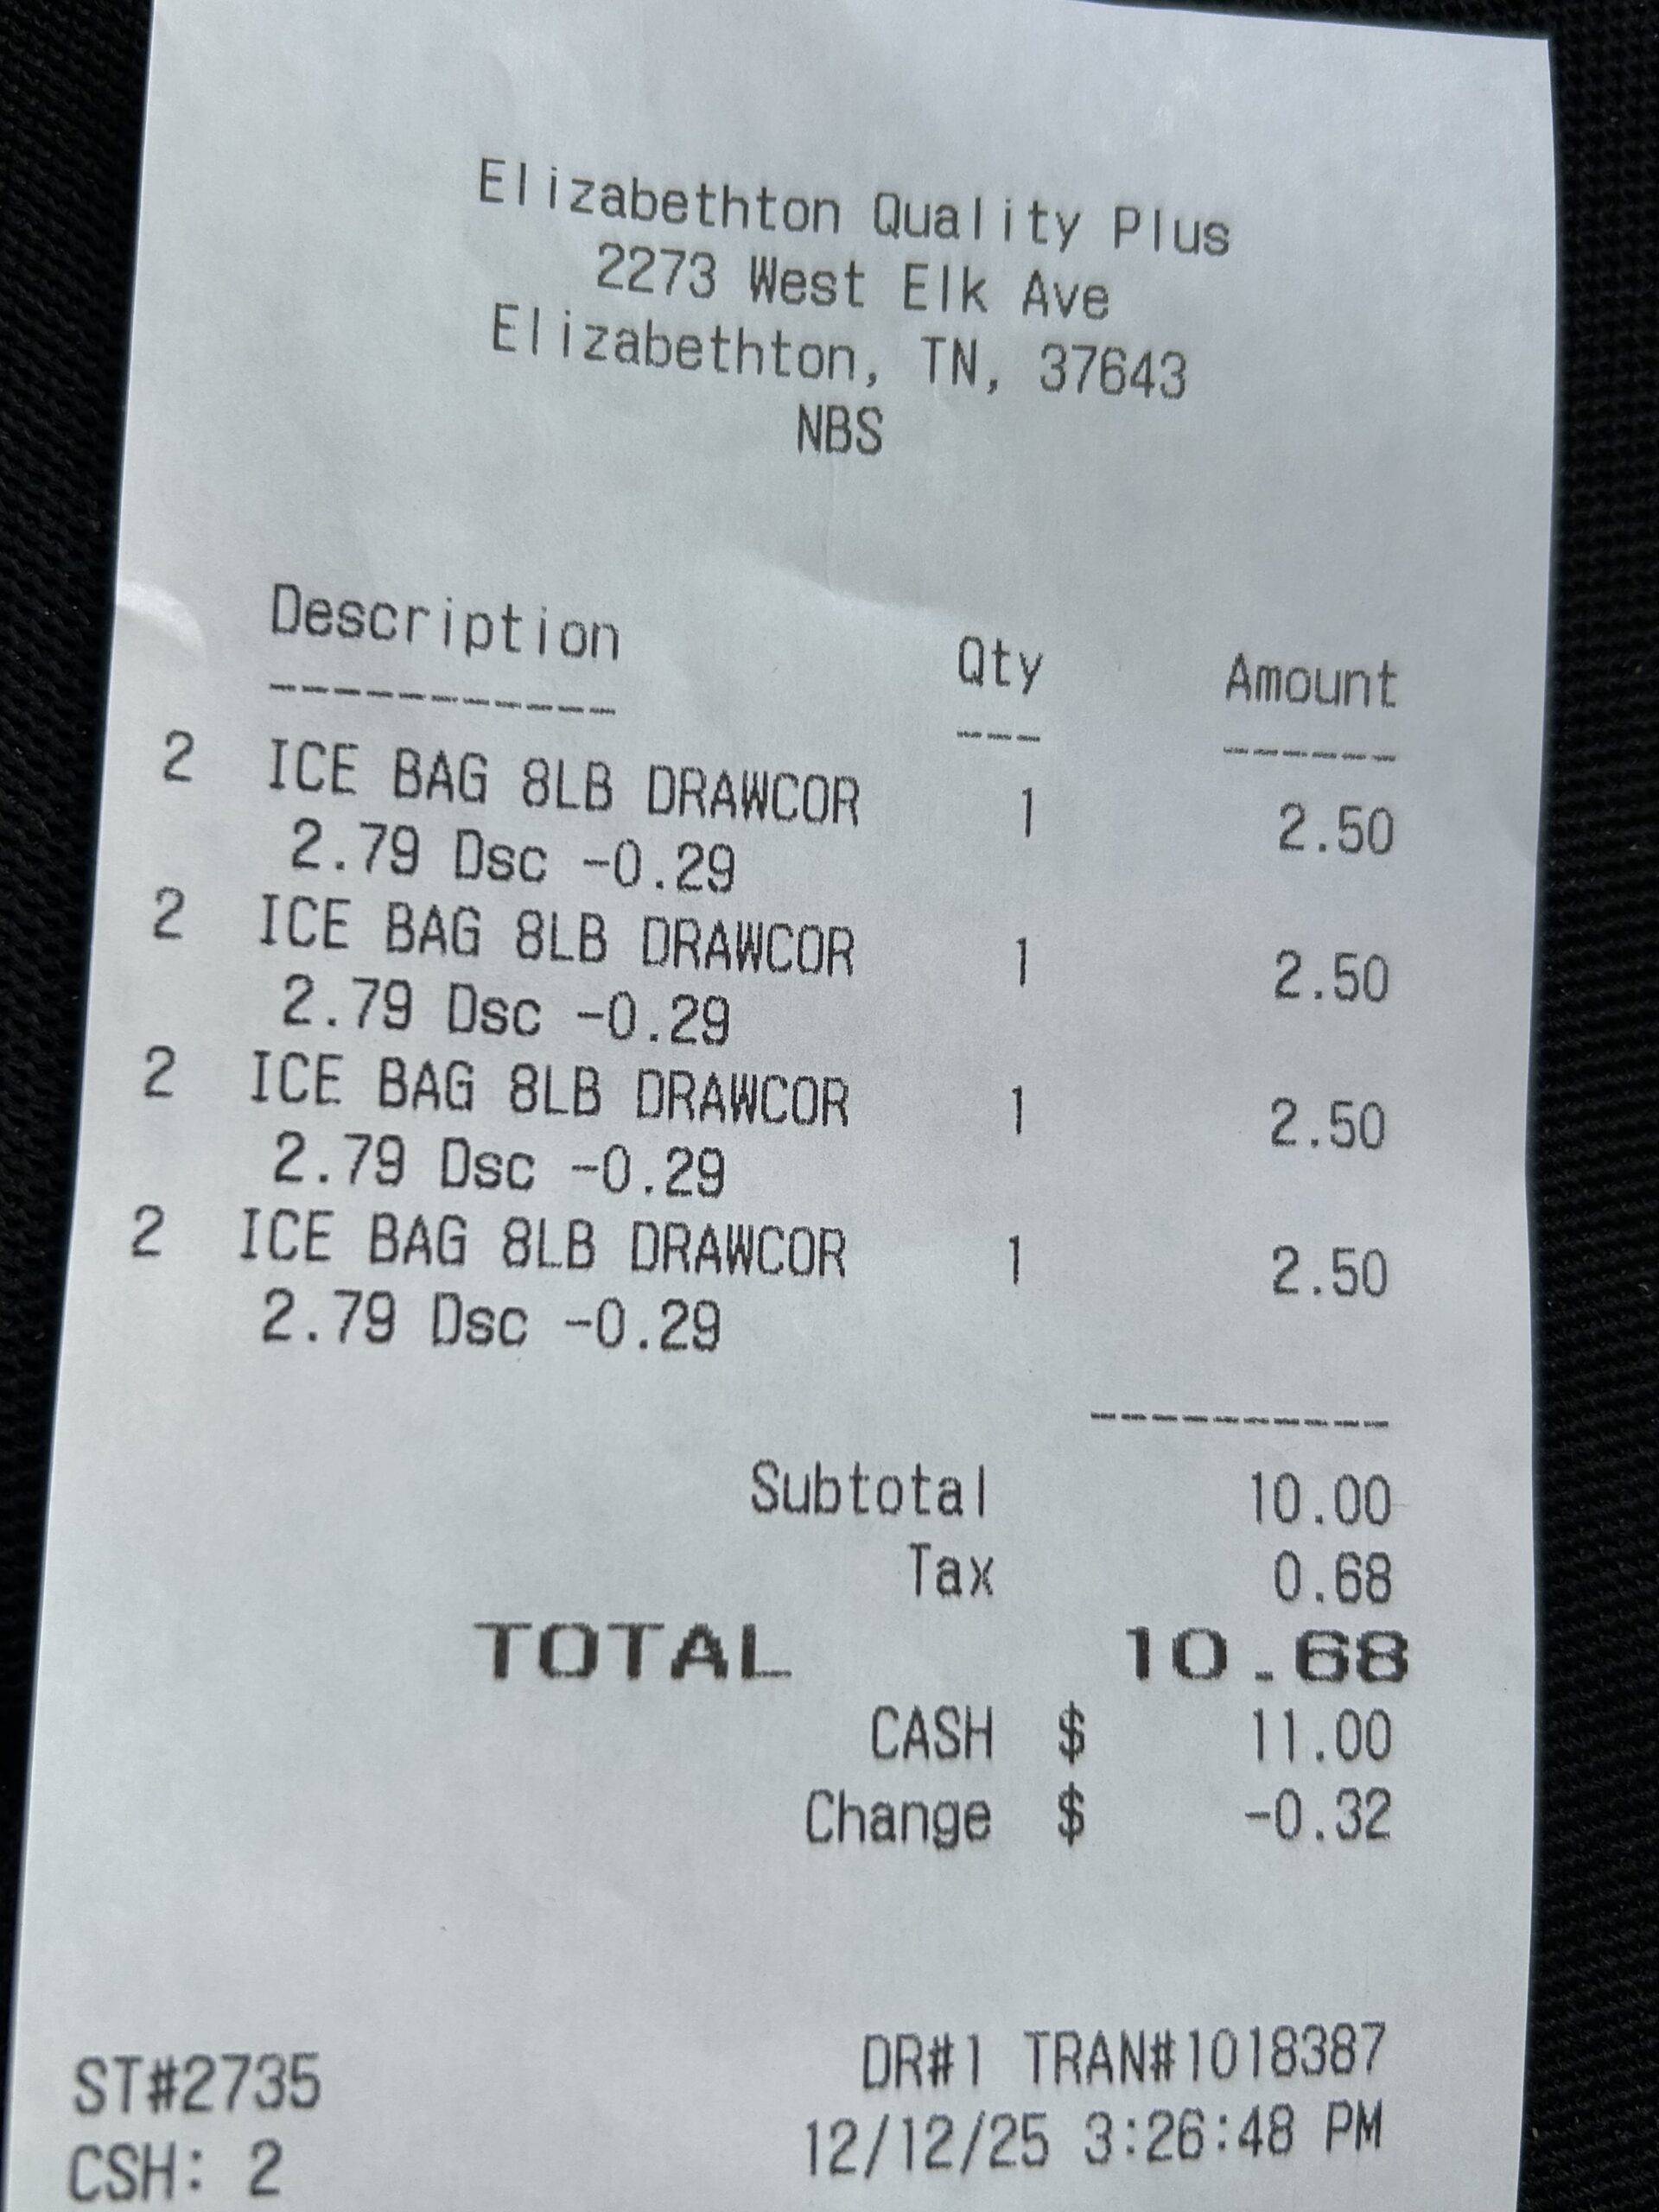 Elizabethton Quality Plus
2273 West Elk Ave
Elizabethton, TN, 37643
NBS
Description Qty Amount
----------- --- ------
2 ICE BAG 8LB DRAWCOR 1 2.50
2.79 Dsc -0.29
2 ICE BAG 8LB DRAWCOR 1 2.50
2.79 Dsc -0.29
2 ICE BAG 8LB DRAWCOR 1 2.50
2.79 Dsc -0.29
2 ICE BAG 8LB DRAWCOR 1 2.50
2.79 Dsc -0.29
----------
Subtotal 10.00
Tax 0.68
TOTAL 10.68
CASH $ 11.00
Change $ -0.32
ST#2735 DR#1 TRAN#1018387
CSH: 2 12/12/25 3:26:48 PM